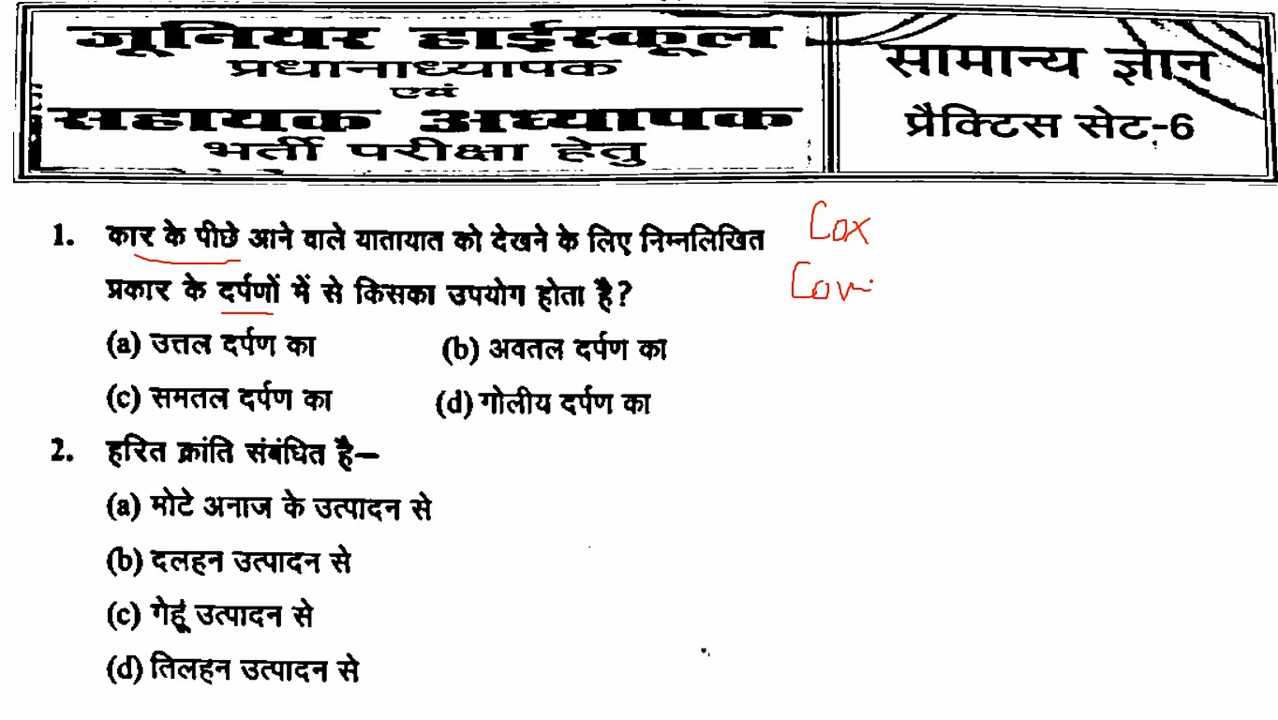 जूनियर हाईस्कूल
प्रधानाध्यापक
एवं
सहायक अध्यापक
भर्ती परीक्षा हेतु
सामान्य ज्ञान
प्रैक्टिस सेट-6
1. कार के पीछे आने वाले यातायात को देखने के लिए निम्नलिखित
प्रकार के दर्पणों में से किसका उपयोग होता है?
Cox
(a) उत्तल दर्पण का (b) अवतल दर्पण का
(c) समतल दर्पण का (d) गोलीय दर्पण का
2. हरित क्रांति संबंधित है–
(a) मोटे अनाज के उत्पादन से
(b) दलहन उत्पादन से
(c) गेहूं उत्पादन से
(d) तिलहन उत्पादन से